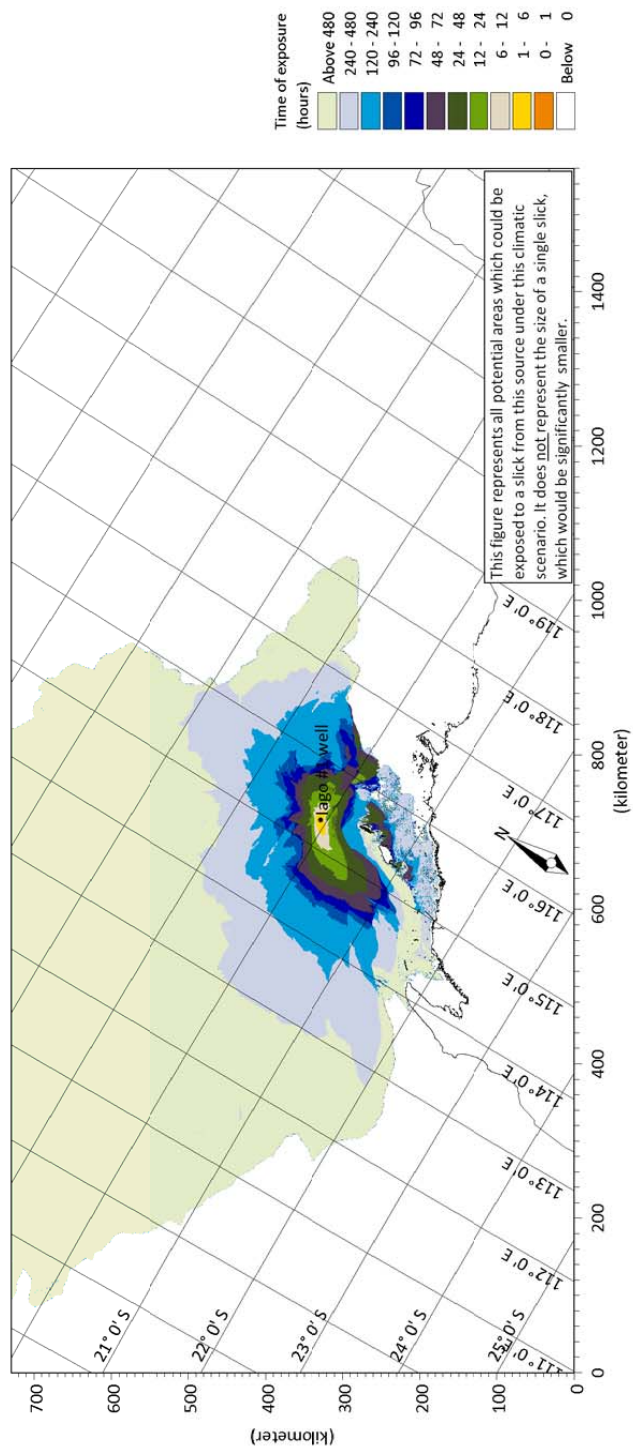 Time of exposure
(hours)
Above 480
240 - 480
120 - 240
96 - 120
72 - 96
48 - 72
24 - 48
12 - 24
6 - 12
1 - 6
0 - 1
Below 0
700
600
500
400
300
200
100
0
(kilometer)
21° 0' S
22° 0' S
23° 0' S
24° 0' S
25° 0' S
Iago well
N
111° 0' E
112° 0' E
113° 0' E
114° 0' E
115° 0' E
116° 0' E
117° 0' E
118° 0' E
119° 0' E
This figure represents all potential areas which could be
exposed to a slick from this source under this climatic
scenario. It does not represent the size of a single slick,
which would be significantly smaller.
0
200
400
600
800
1000
1200
1400
(kilometer)